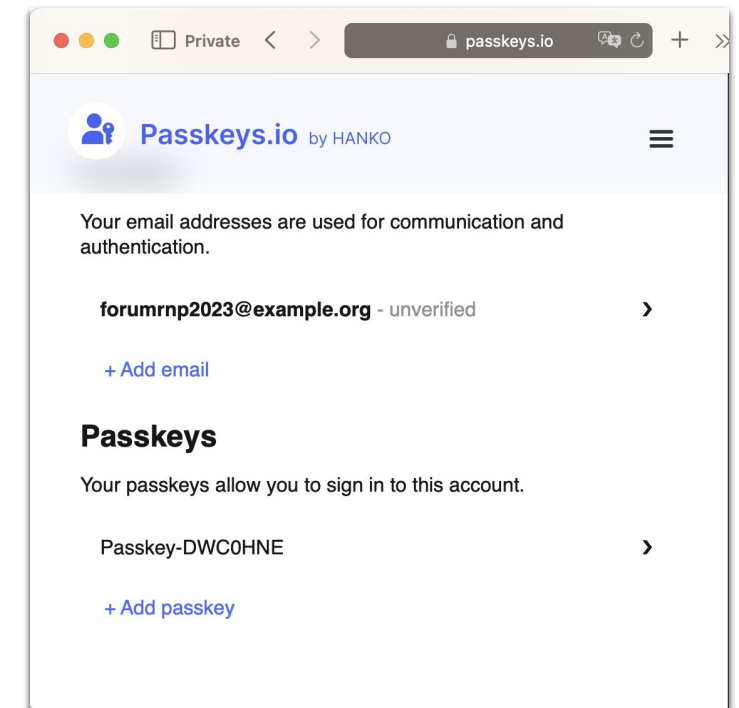 Private
passkeys.io
Passkeys.io by HANKO
Your email addresses are used for communication and
authentication.
forumrnp2023@example.org - unverified
+ Add email
Passkeys
Your passkeys allow you to sign in to this account.
Passkey-DWC0HNE
+ Add passkey